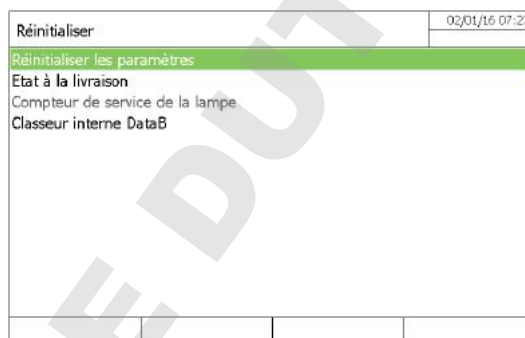 Réinitialiser
02/01/16 07:2
Réinitialiser les paramètres
Etat à la livraison
Compteur de service de la lampe
Classeur interne DataB
E DUT